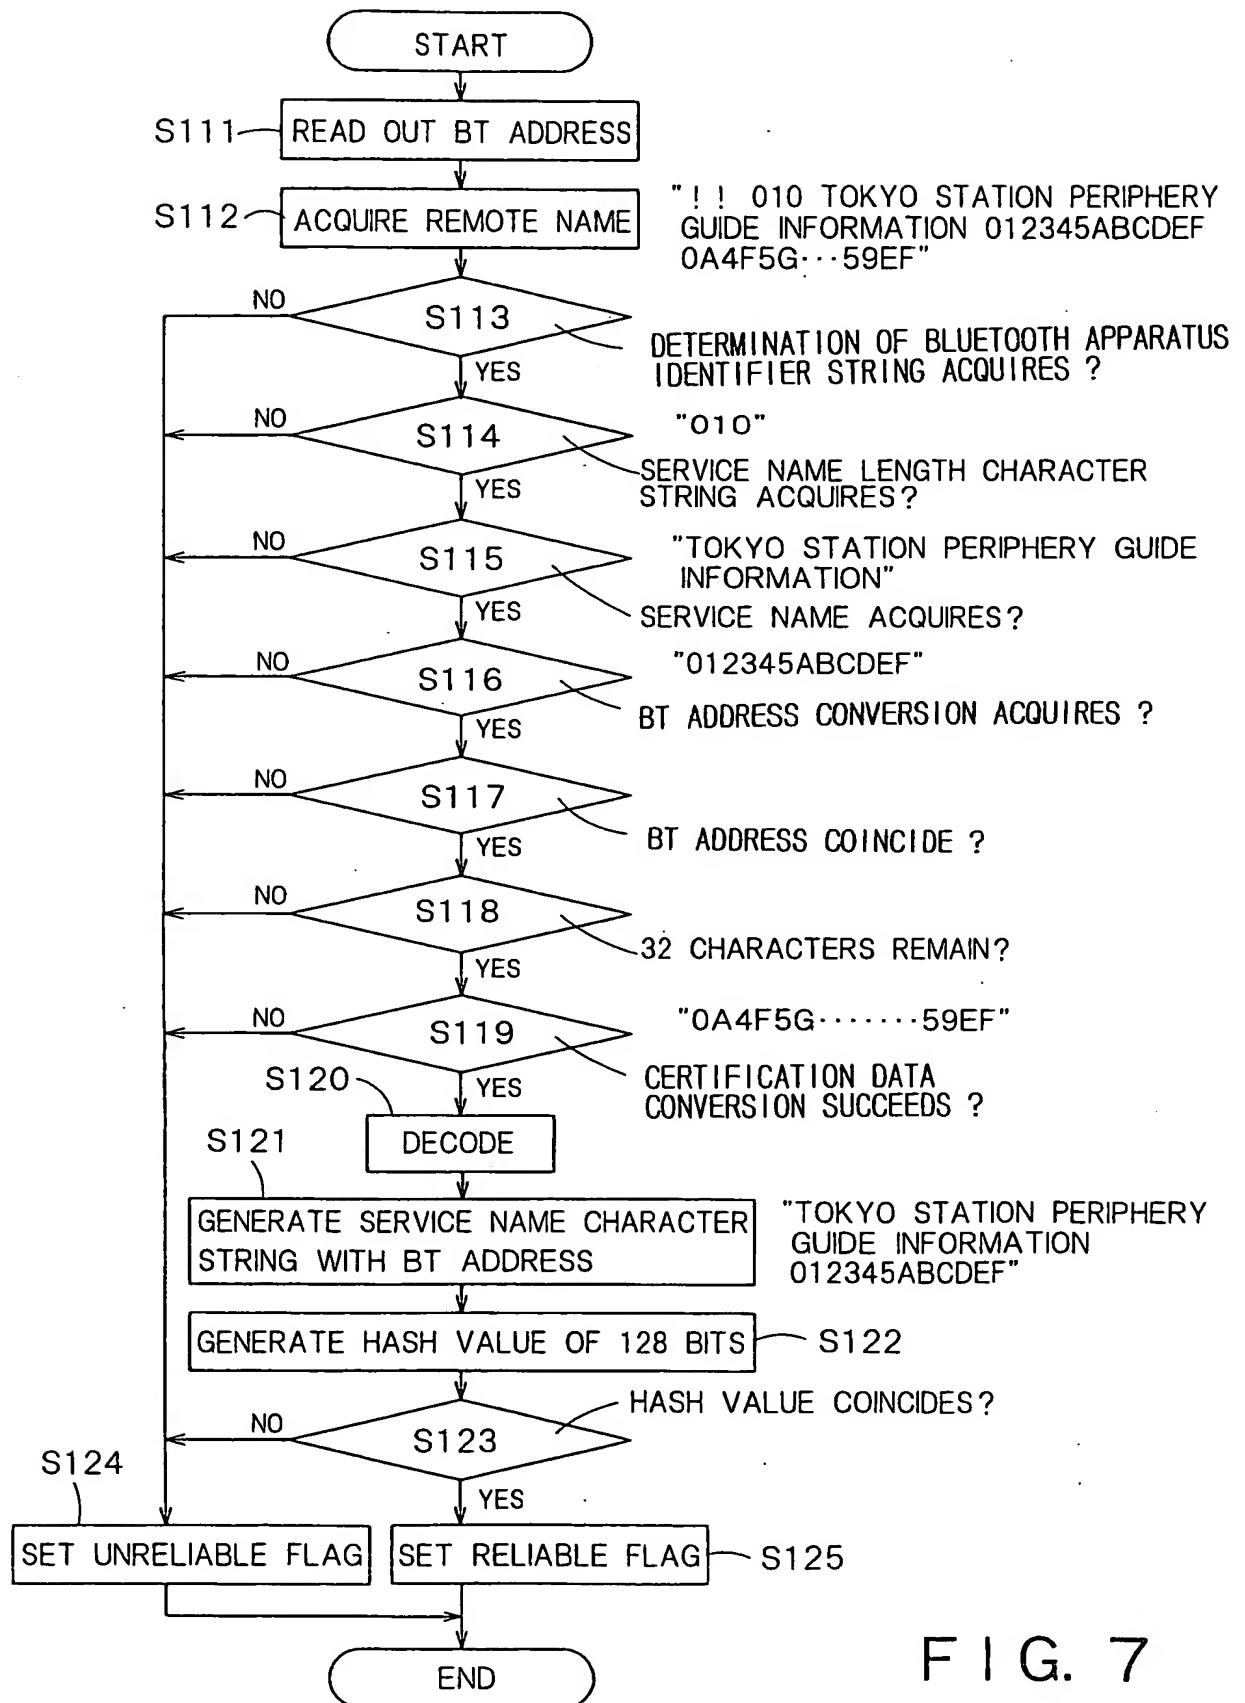 START
S111
READ OUT BT ADDRESS
S112
ACQUIRE REMOTE NAME
"!! 010 TOKYO STATION PERIPHERY
GUIDE INFORMATION 012345ABCDEF
0A4F5G···59EF"
NO
S113
DETERMINATION OF BLUETOOTH APPARATUS
IDENTIFIER STRING ACQUIRES ?
YES
NO
S114
"010"
SERVICE NAME LENGTH CHARACTER
STRING ACQUIRES?
YES
NO
S115
"TOKYO STATION PERIPHERY GUIDE
INFORMATION"
YES
SERVICE NAME ACQUIRES?
NO
S116
"012345ABCDEF"
BT ADDRESS CONVERSION ACQUIRES ?
YES
NO
S117
BT ADDRESS COINCIDE ?
YES
NO
S118
32 CHARACTERS REMAIN?
YES
NO
S119
"0A4F5G·······59EF"
CERTIFICATION DATA
CONVERSION SUCCEEDS ?
YES
S120
DECODE
S121
GENERATE SERVICE NAME CHARACTER
STRING WITH BT ADDRESS
"TOKYO STATION PERIPHERY
GUIDE INFORMATION
012345ABCDEF"
GENERATE HASH VALUE OF 128 BITS
S122
HASH VALUE COINCIDES?
NO
S123
YES
S124
SET UNRELIABLE FLAG
SET RELIABLE FLAG
S125
END
FIG. 7